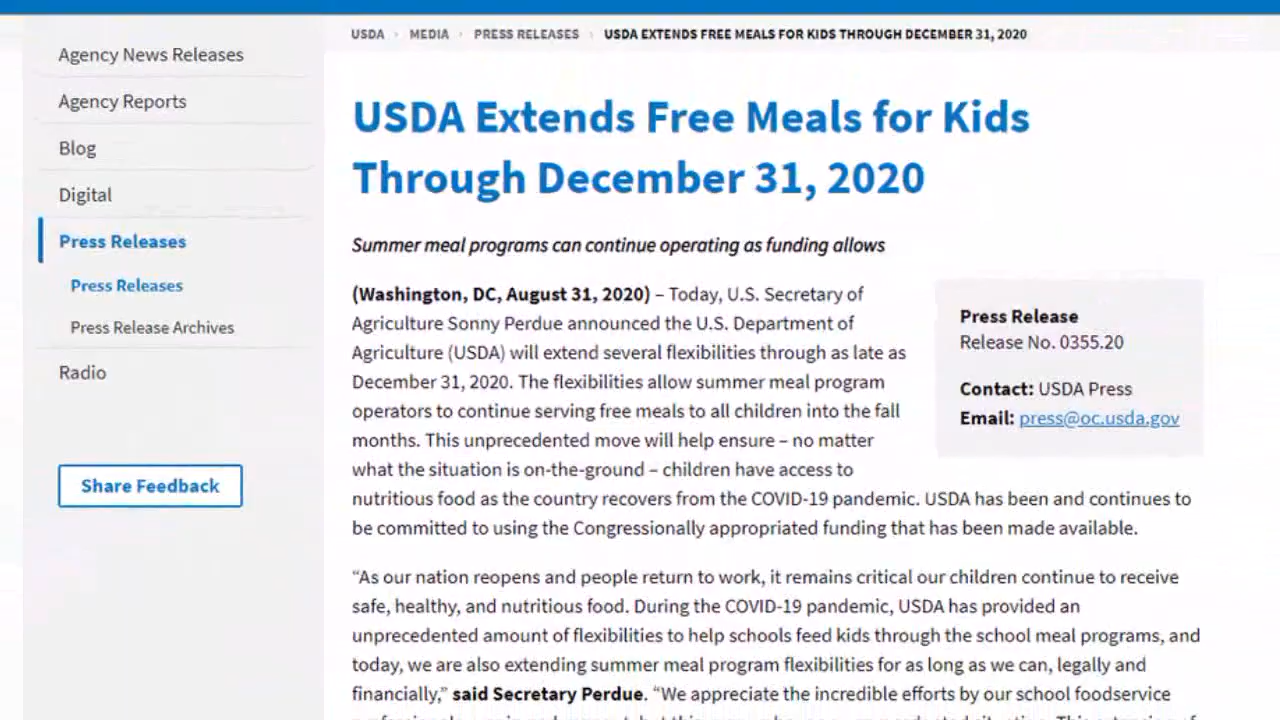 USDA › MEDIA › PRESS RELEASES › USDA EXTENDS FREE MEALS FOR KIDS THROUGH DECEMBER 31, 2020
Agency News Releases
Agency Reports
Blog
Digital
Press Releases
Press Releases
Press Release Archives
Radio
Share Feedback
USDA Extends Free Meals for Kids
Through December 31, 2020
Summer meal programs can continue operating as funding allows
(Washington, DC, August 31, 2020) – Today, U.S. Secretary of
Agriculture Sonny Perdue announced the U.S. Department of
Agriculture (USDA) will extend several flexibilities through as late as
December 31, 2020. The flexibilities allow summer meal program
operators to continue serving free meals to all children into the fall
months. This unprecedented move will help ensure – no matter
what the situation is on-the-ground – children have access to
nutritious food as the country recovers from the COVID-19 pandemic. USDA has been and continues to
be committed to using the Congressionally appropriated funding that has been made available.
Press Release
Release No. 0355.20
Contact: USDA Press
Email: press@oc.usda.gov
“As our nation reopens and people return to work, it remains critical our children continue to receive
safe, healthy, and nutritious food. During the COVID-19 pandemic, USDA has provided an
unprecedented amount of flexibilities to help schools feed kids through the school meal programs, and
today, we are also extending summer meal program flexibilities for as long as we can, legally and
financially,” said Secretary Perdue. “We appreciate the incredible efforts by our school foodservice